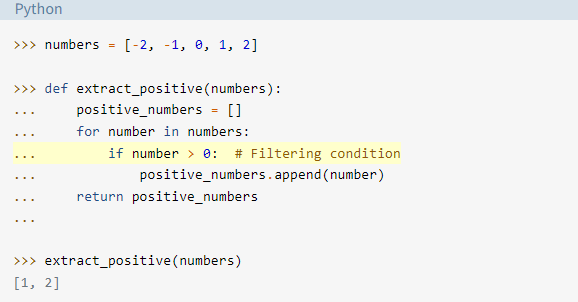 Python
>>> numbers = [-2, -1, 0, 1, 2]
>>> def extract_positive(numbers):
...     positive_numbers = []
...     for number in numbers:
...         if number > 0:  # Filtering condition
...             positive_numbers.append(number)
...     return positive_numbers
...
>>> extract_positive(numbers)
[1, 2]